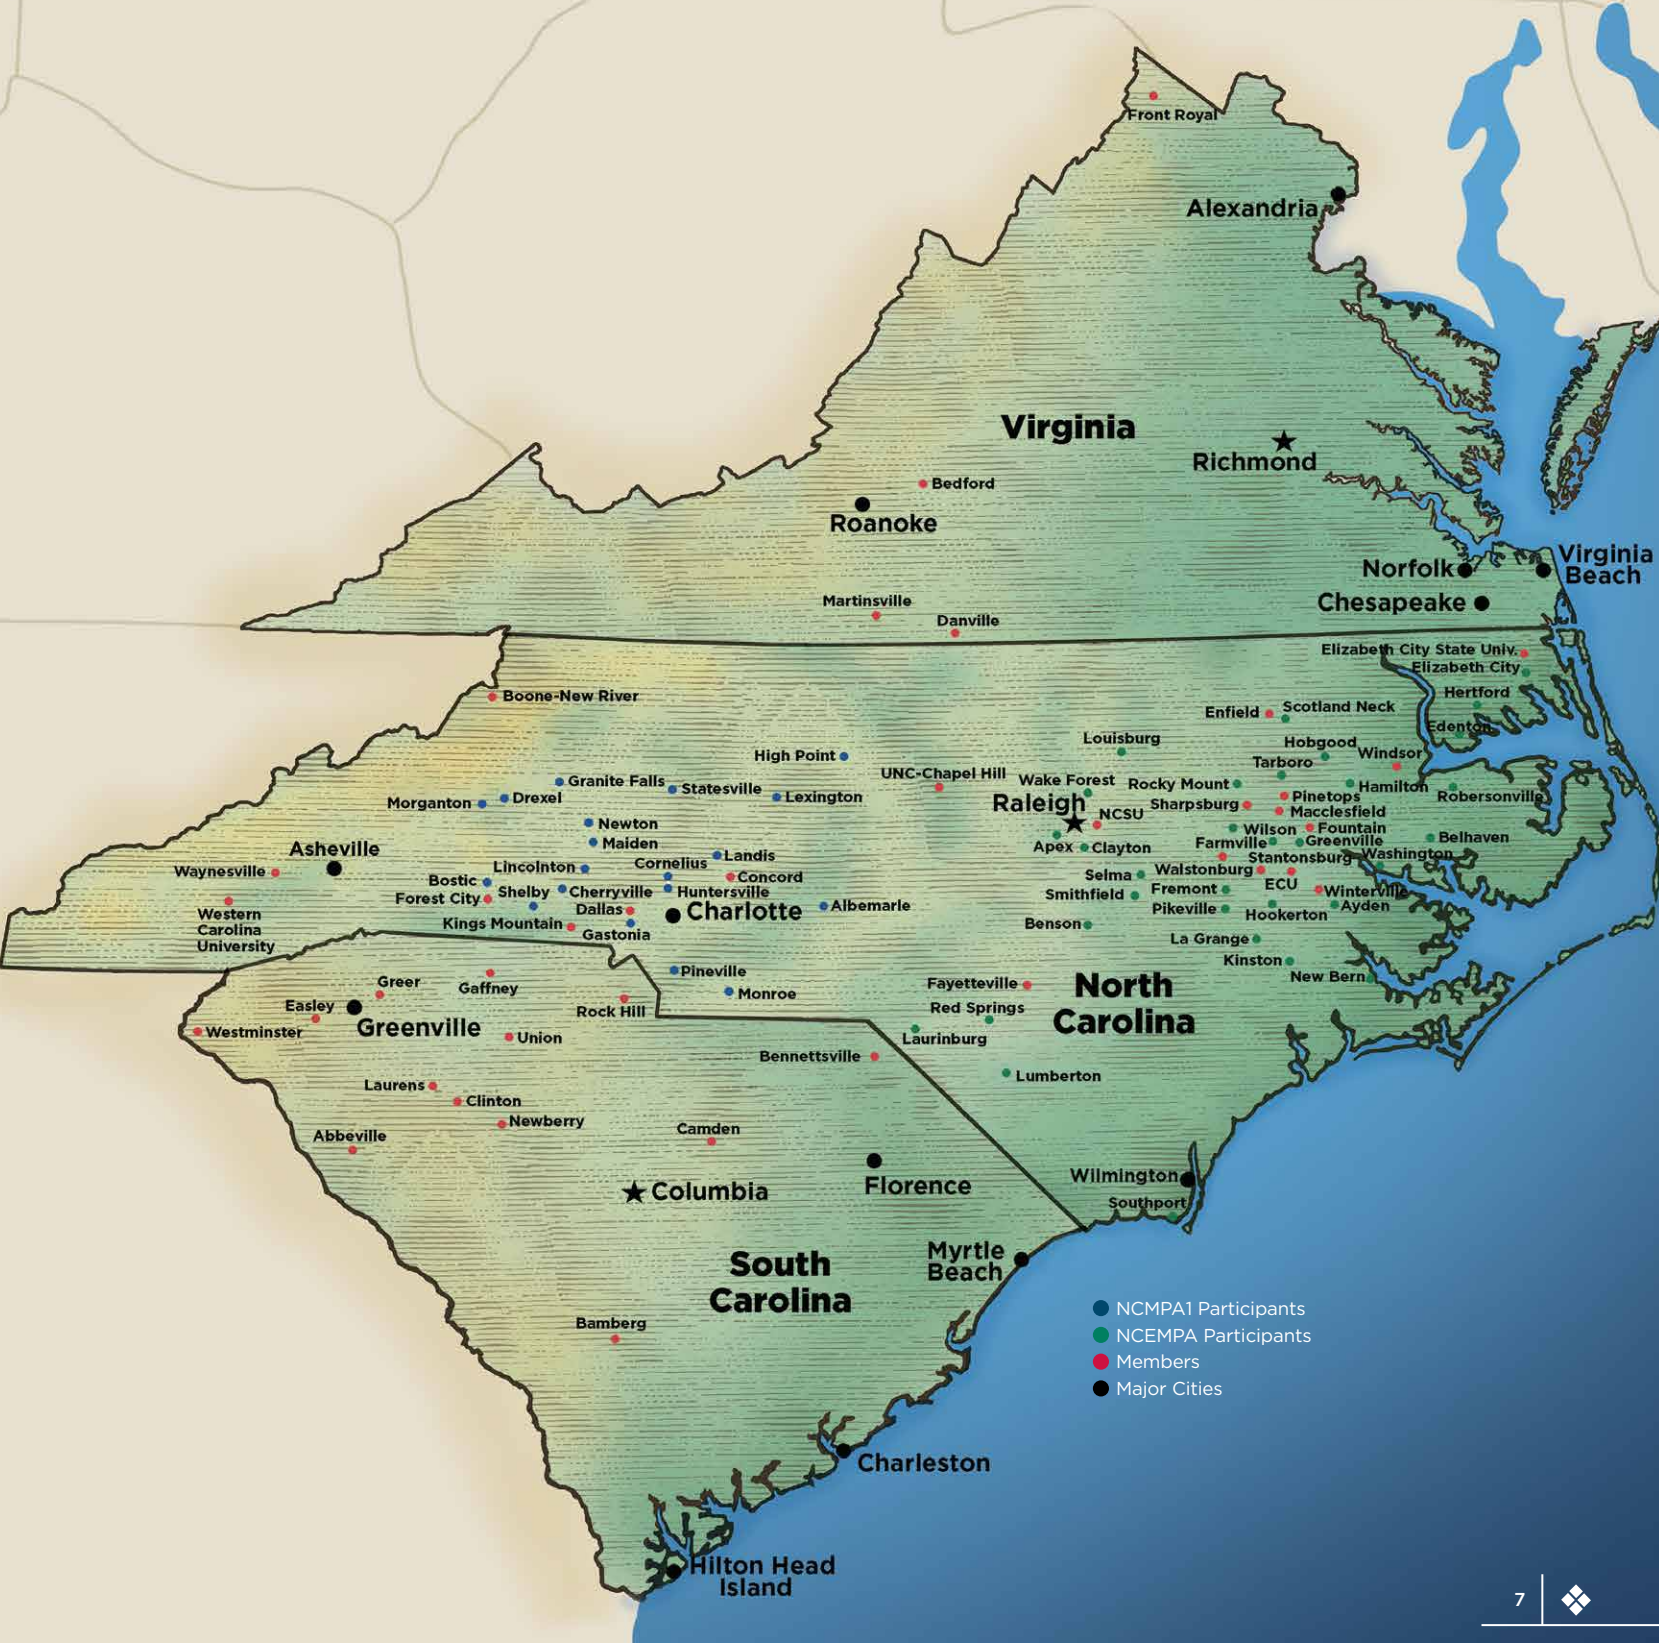 Front Royal
Alexandria
Virginia
Richmond
Bedford
Roanoke
Norfolk
Virginia
Beach
Chesapeake
Martinsville
Danville
Elizabeth City State Univ.
Elizabeth City
Hertford
Edenton
Boone-New River
Enfield
Scotland Neck
Louisburg
Hobgood
Windsor
Tarboro
High Point
UNC-Chapel Hill
Wake Forest
Rocky Mount
Hamilton
Robersonville
Granite Falls
Statesville
Lexington
Morganton
Drexel
Raleigh
NCSU
Sharpsburg
Pinetops
Macclesfield
Newton
Maiden
Wilson
Fountain
Farmville
Greenville
Belhaven
Asheville
Apex
Clayton
Stantonsburg
Washington
Landis
Cornelius
Concord
Waynesville
Lincolnton
Selma
Walstonburg
ECU
Bostic
Forest City
Shelby
Cherryville
Huntersville
Smithfield
Fremont
Winterville
Western
Carolina
University
Dallas
Charlotte
Albemarle
Pikeville
Hookerton
Ayden
Kings Mountain
Gastonia
Benson
La Grange
Kinston
New Bern
Pineville
Monroe
Fayetteville
North
Carolina
Red Springs
Laurinburg
Lumberton
Greer
Gaffney
Rock Hill
Easley
Greenville
Westminster
Union
Bennettsville
Laurens
Clinton
Newberry
Abbeville
Camden
Florence
Columbia
Wilmington
Southport
Myrtle
Beach
South
Carolina
Bamberg
NCMPA1 Participants
NCEMPA Participants
Members
Major Cities
Charleston
Hilton Head
Island
7